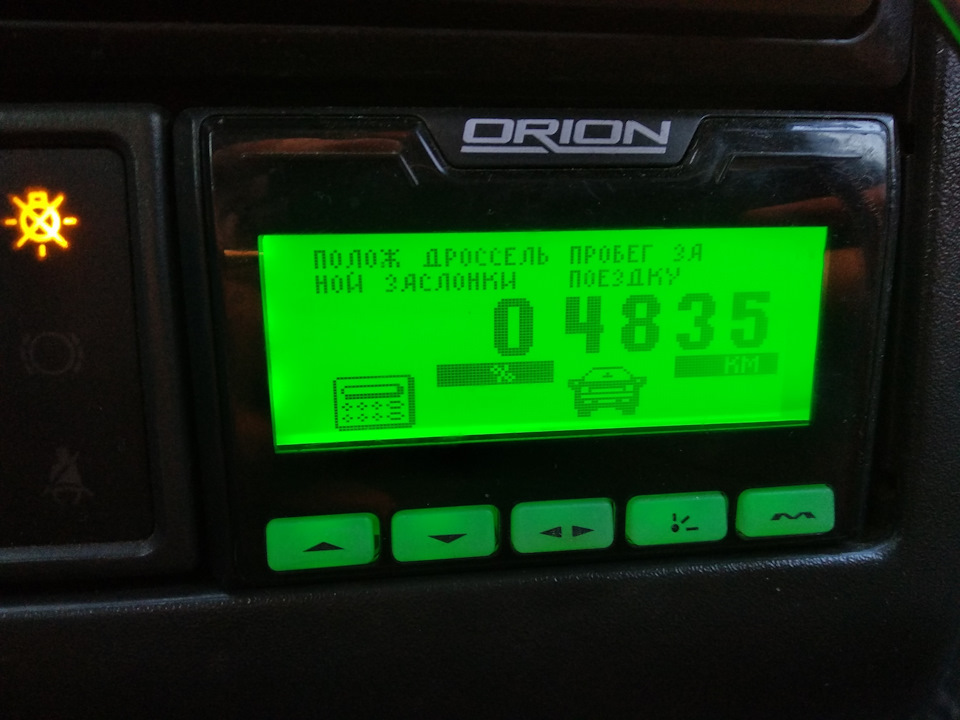 ORION
ПОЛОЖ ДРОССЕЛЬ
НОЙ ЗАСЛОНКИ
0
%
ПРОБЕГ ЗА
ПОЕЗДКУ
4835
КМ